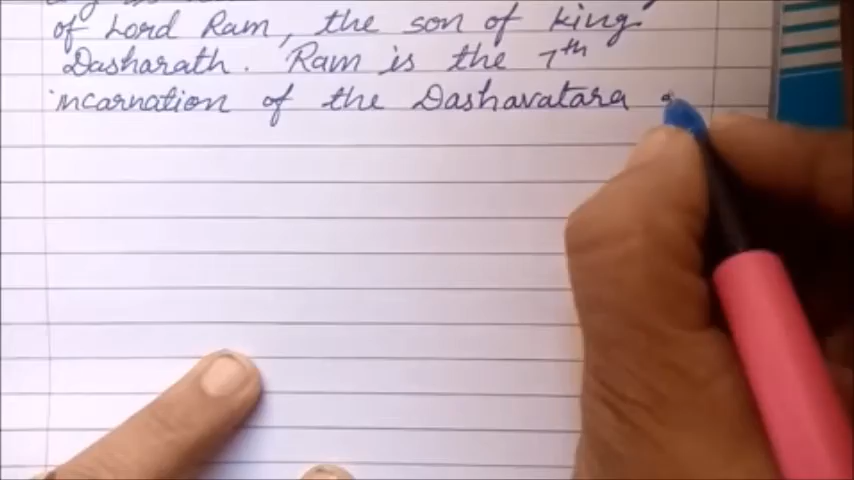 of Lord Ram, the son of king
Dasharath. Ram is the 7th
incarnation of the Dashavatara